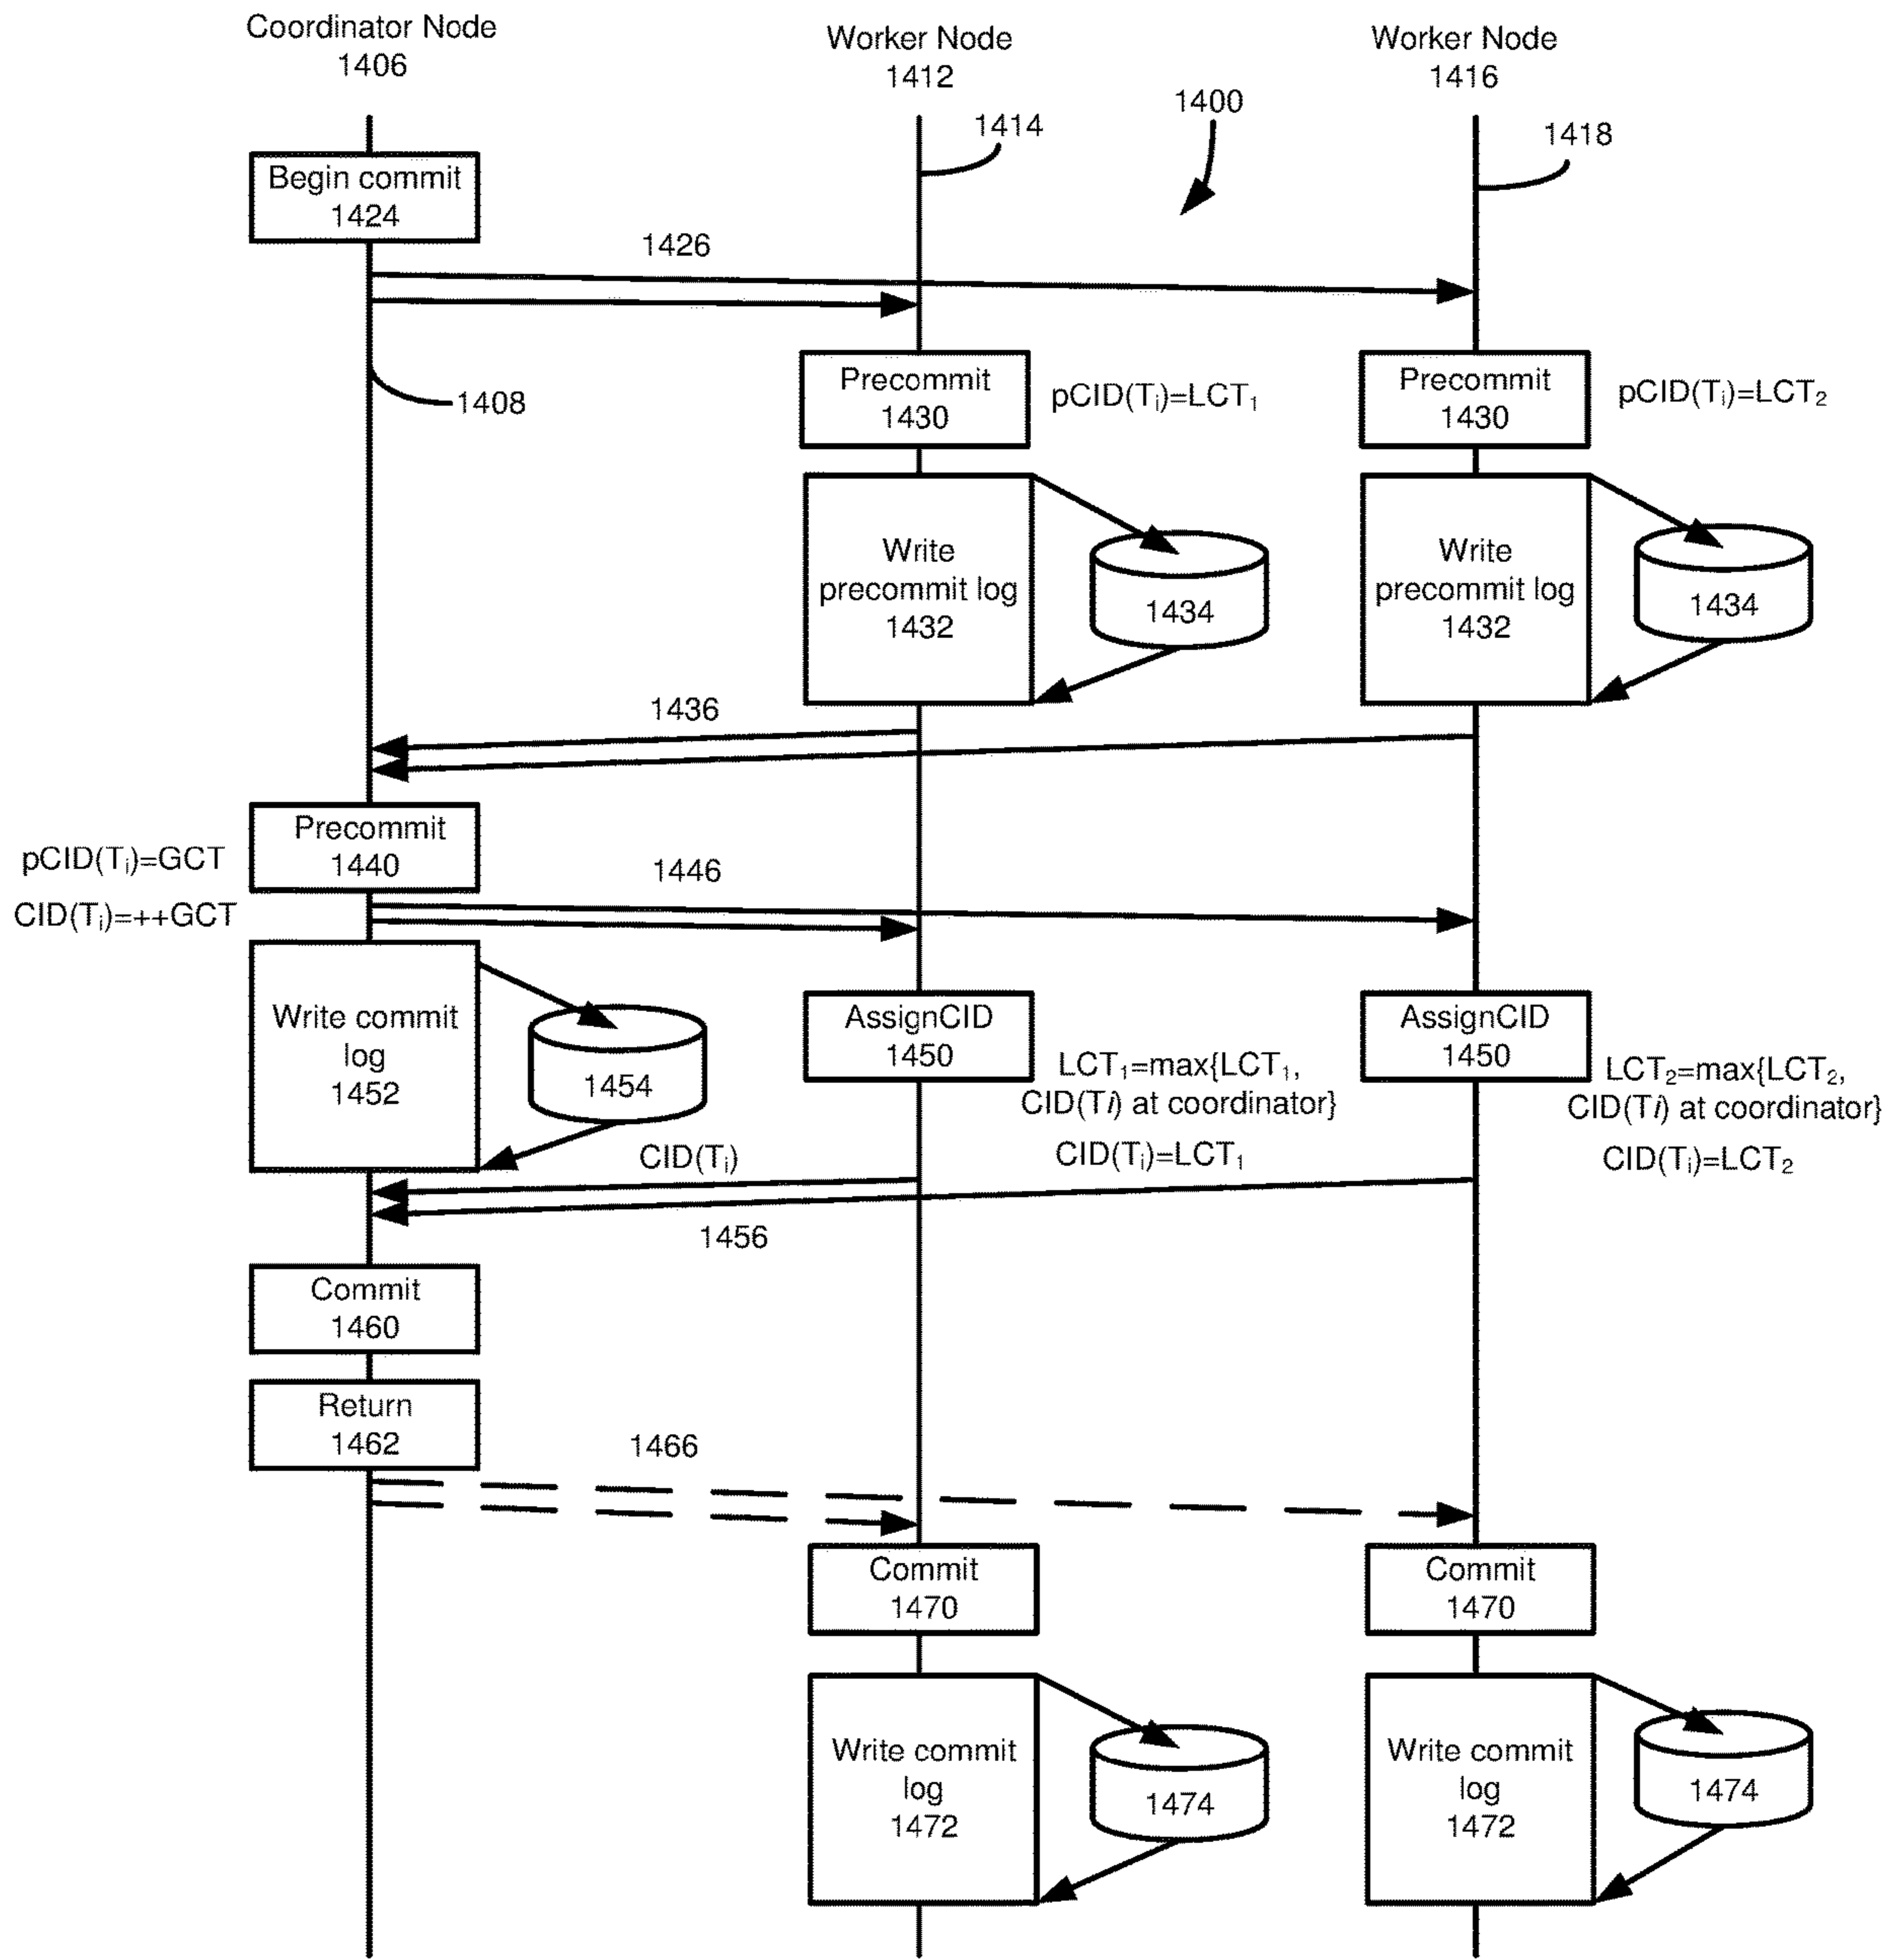 Coordinator Node
1406
Worker Node
1412
Worker Node
1416
1400
1414
1418
Begin commit
1424
1426
1408
Precommit
1430
pCID(Tᵢ)=LCT₁
Precommit
1430
pCID(Tᵢ)=LCT₂
Write
precommit log
1432
1434
Write
precommit log
1432
1434
1436
Precommit
1440
pCID(Tᵢ)=GCT
1446
CID(Tᵢ)=++GCT
Write commit
log
1452
1454
AssignCID
1450
LCT₁=max{LCT₁,
CID(Ti) at coordinator}
CID(Tᵢ)=LCT₁
AssignCID
1450
LCT₂=max{LCT₂,
CID(Ti) at coordinator}
CID(Tᵢ)=LCT₂
CID(Tᵢ)
1456
Commit
1460
Return
1462
1466
Commit
1470
Commit
1470
Write commit
log
1472
1474
Write commit
log
1472
1474